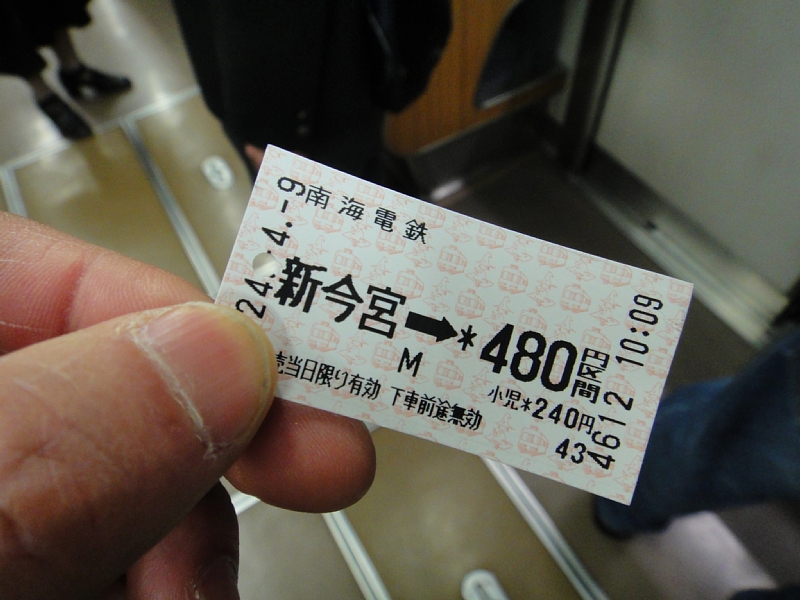 南海電鉄
24.4.-9
新今宮➡*480円区間
M
小児*240円
売当日限り有効 下車前途無効
43
4612 10:09